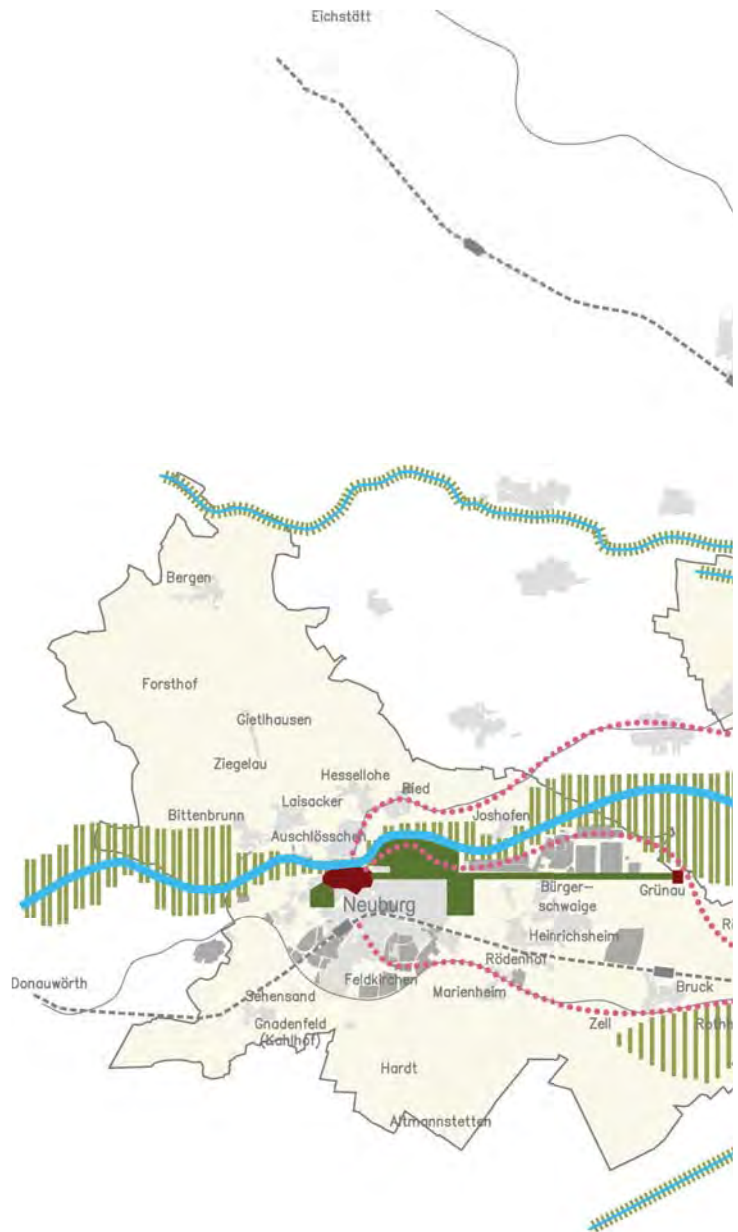 Eichstätt
Bergen
Forsthof
Gietlhausen
Ziegelau
Hessellohe
Ried
Laisacker
Bittenbrunn
Joshofen
Auschlösschen
Neuburg
Bürger-
schwaige
Grünau
Heinrichsheim
Rödenhof
Donauwörth
Feldkirchen
Bruck
Sehensand
Marienheim
Gnadenfeld
(Kahlhof)
Zell
Hardt
Altmannstetten